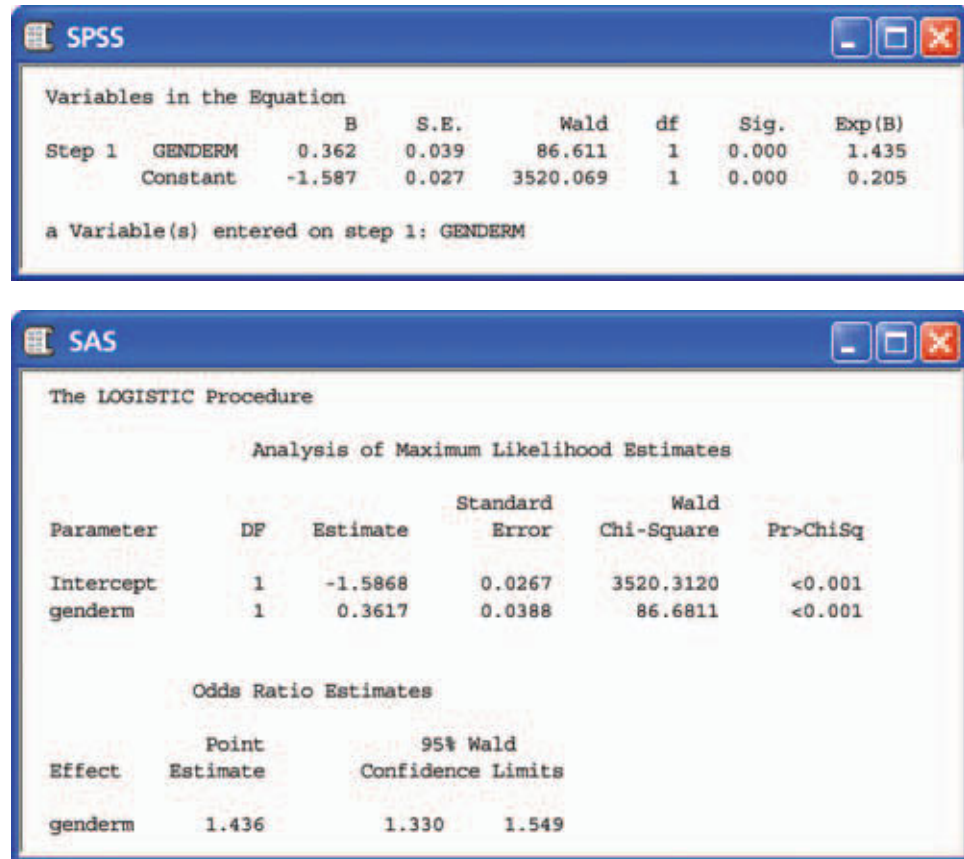 SPSS
Variables in the Equation
B S.E. Wald df Sig. Exp(B)
Step 1 GENDERM 0.362 0.039 86.611 1 0.000 1.435
Constant -1.587 0.027 3520.069 1 0.000 0.205
a Variable(s) entered on step 1: GENDERM
SAS
The LOGISTIC Procedure
Analysis of Maximum Likelihood Estimates
Standard Wald
Parameter DF Estimate Error Chi-Square Pr>ChiSq
Intercept 1 -1.5868 0.0267 3520.3120 <0.001
genderm 1 0.3617 0.0388 86.6811 <0.001
Odds Ratio Estimates
Point 95% Wald
Effect Estimate Confidence Limits
genderm 1.436 1.330 1.549